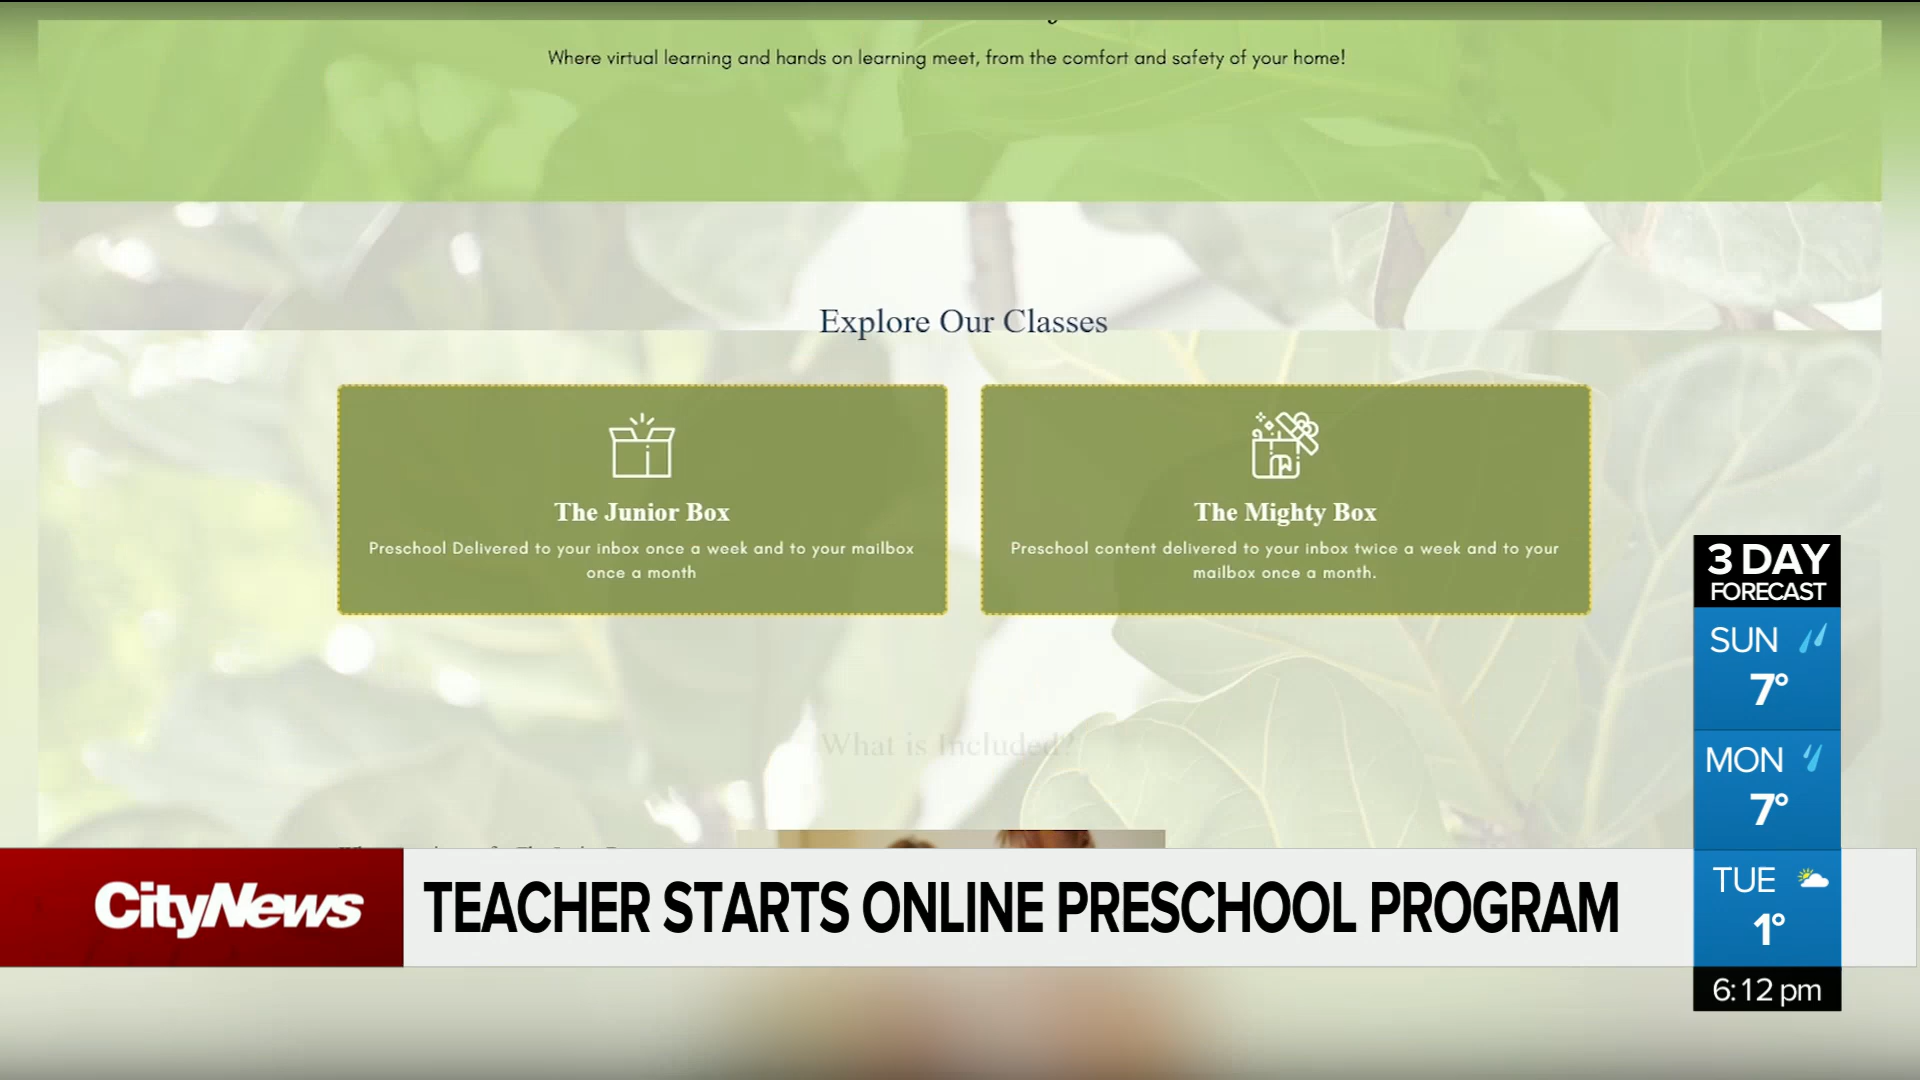 Where virtual learning and hands on learning meet, from the comfort and safety of your home!
Explore Our Classes
The Junior Box
Preschool Delivered to your inbox once a week and to your mailbox
once a month
The Mighty Box
Preschool content delivered to your inbox twice a week and to your
mailbox once a month.
What is Included?
3 DAY
FORECAST
SUN
7°
MON
7°
TUE
1°
6:12 pm
CityNews
TEACHER STARTS ONLINE PRESCHOOL PROGRAM